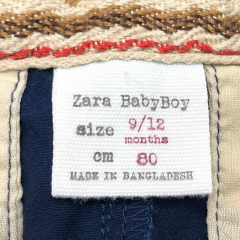 Zara BabyBoy
size 9/12
months
cm 80
MADE IN BANGLADESH